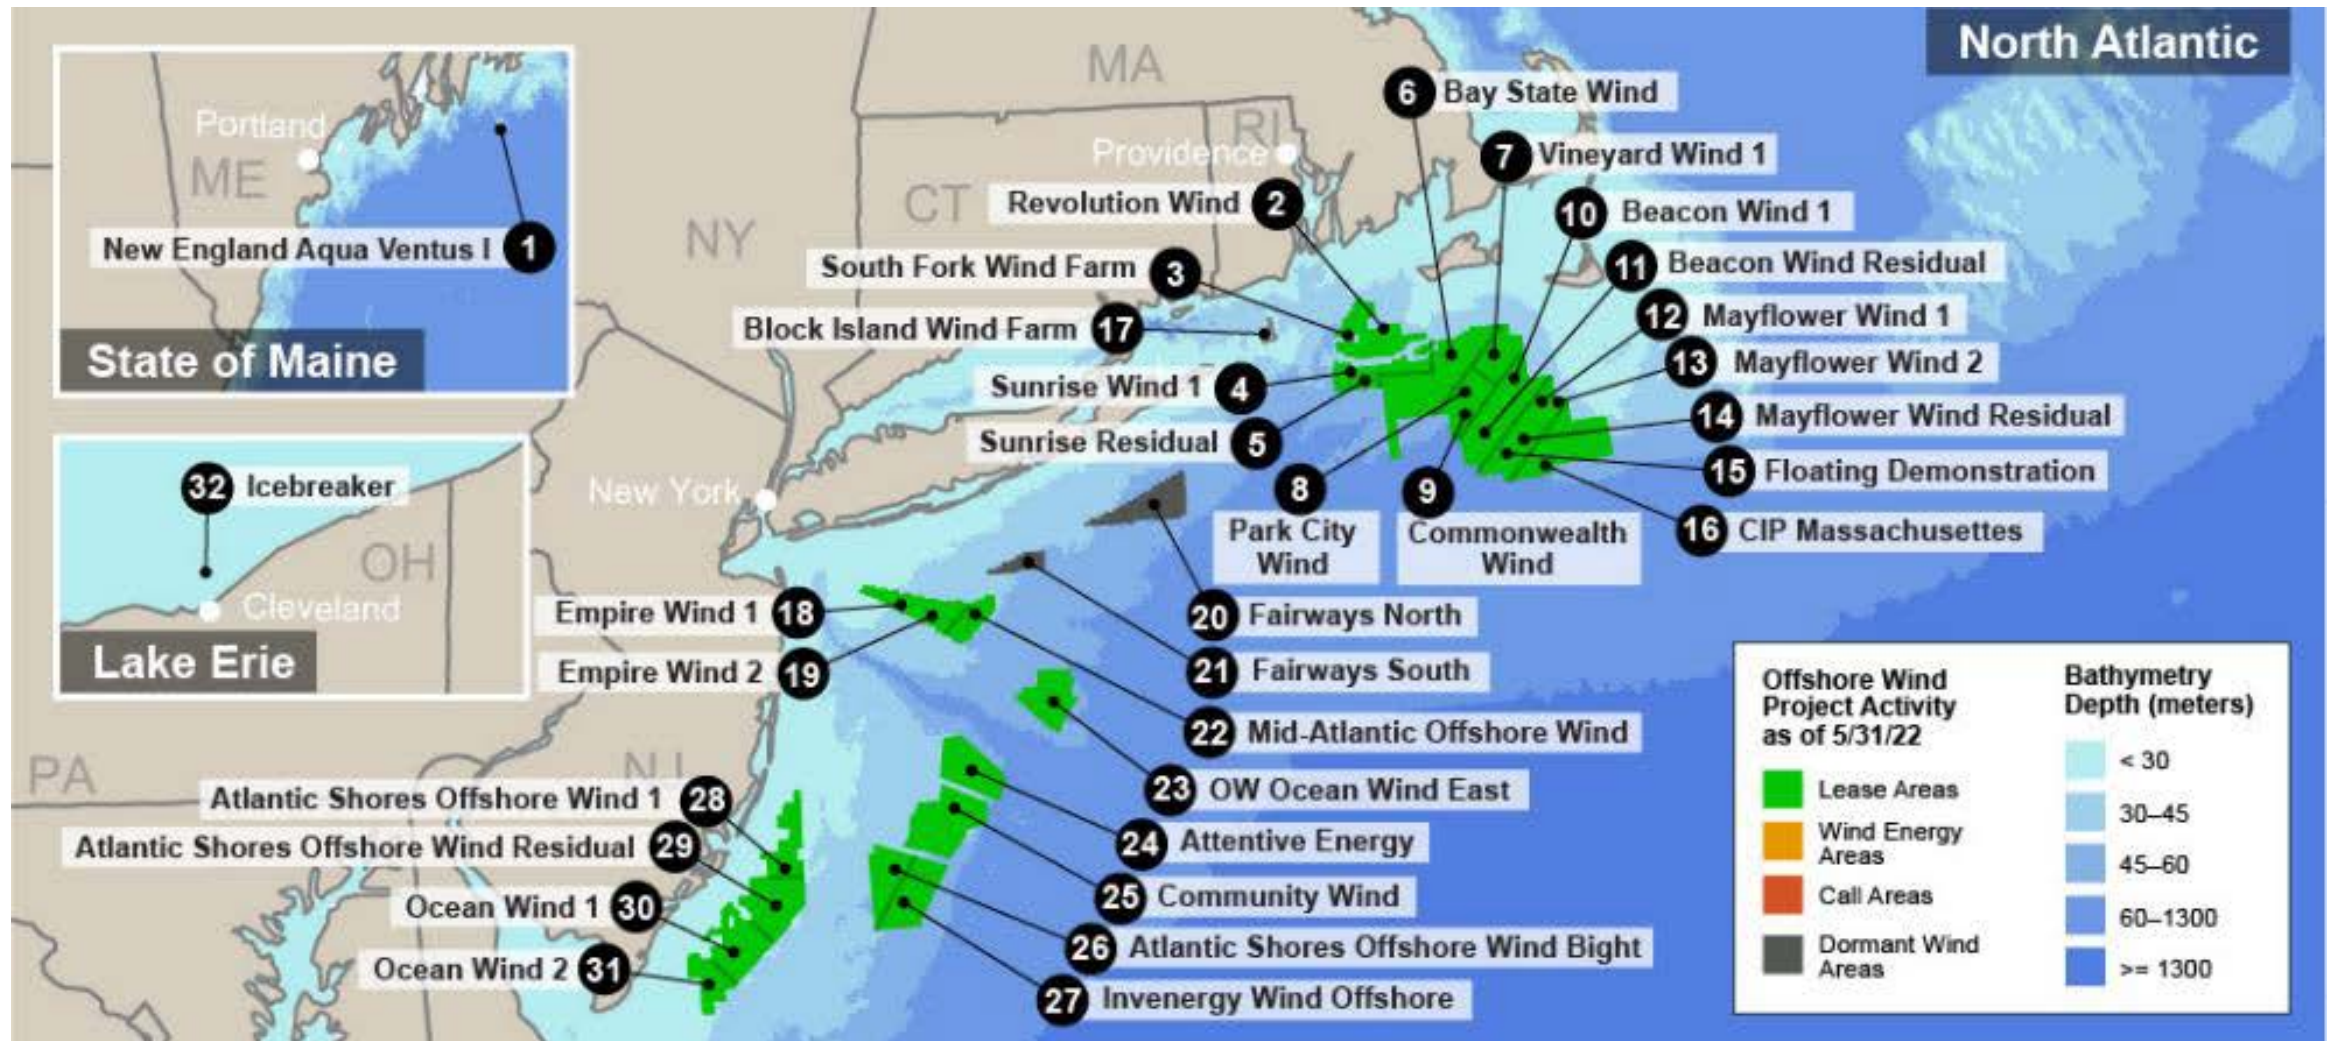 North Atlantic
MA
6 Bay State Wind
Portland
ME
RI
Providence
7 Vineyard Wind 1
CT
Revolution Wind 2
10 Beacon Wind 1
NY
New England Aqua Ventus I 1
South Fork Wind Farm 3
11 Beacon Wind Residual
Block Island Wind Farm 17
12 Mayflower Wind 1
State of Maine
13 Mayflower Wind 2
Sunrise Wind 1 4
14 Mayflower Wind Residual
Sunrise Residual 5
15 Floating Demonstration
32 Icebreaker
New York
8
Park City
Wind
9
Commonwealth
Wind
16 CIP Massachusettes
OH
Cleveland
Lake Erie
Empire Wind 1 18
20 Fairways North
Empire Wind 2 19
21 Fairways South
22 Mid-Atlantic Offshore Wind
PA
NJ
23 OW Ocean Wind East
Atlantic Shores Offshore Wind 1 28
24 Attentive Energy
Atlantic Shores Offshore Wind Residual 29
25 Community Wind
Ocean Wind 1 30
26 Atlantic Shores Offshore Wind Bight
Ocean Wind 2 31
27 Invenergy Wind Offshore
Offshore Wind
Project Activity
as of 5/31/22
Lease Areas
Wind Energy
Areas
Call Areas
Dormant Wind
Areas
Bathymetry
Depth (meters)
< 30
30–45
45–60
60–1300
>= 1300